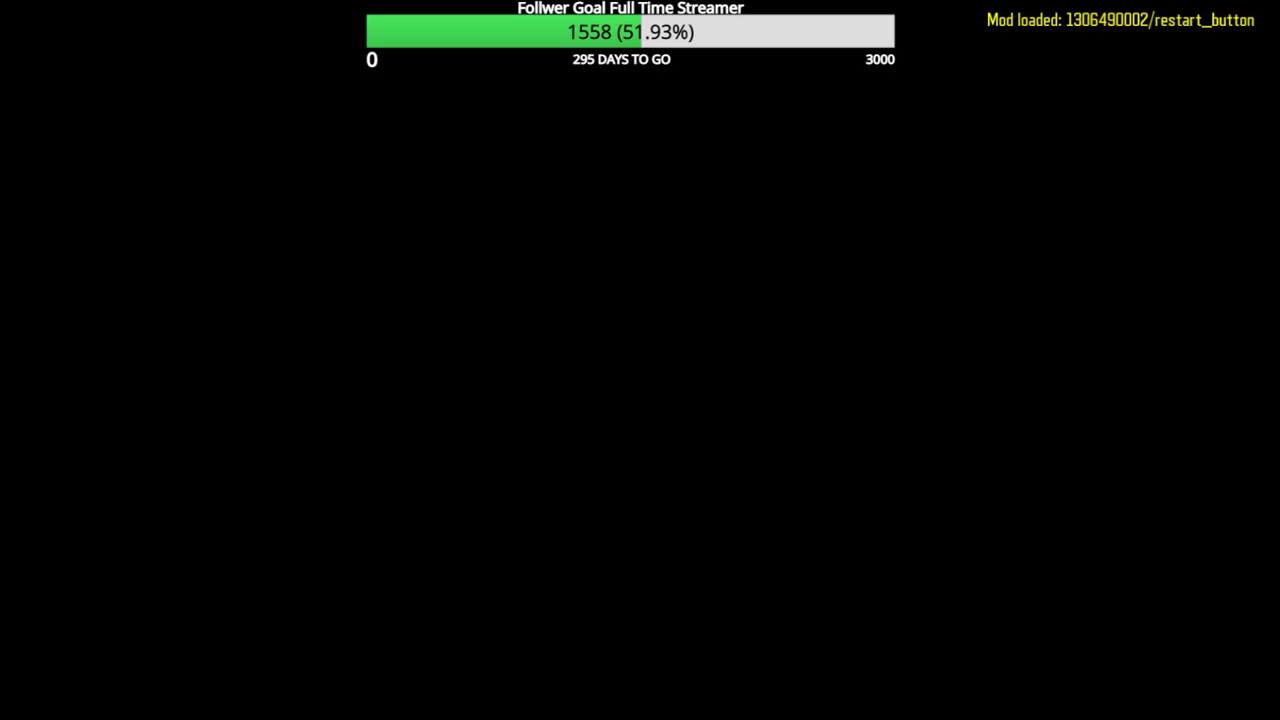 Follwer Goal Full Time Streamer
1558 (51.93%)
0
295 DAYS TO GO
3000
Mod loaded: 1306490002/restart_button